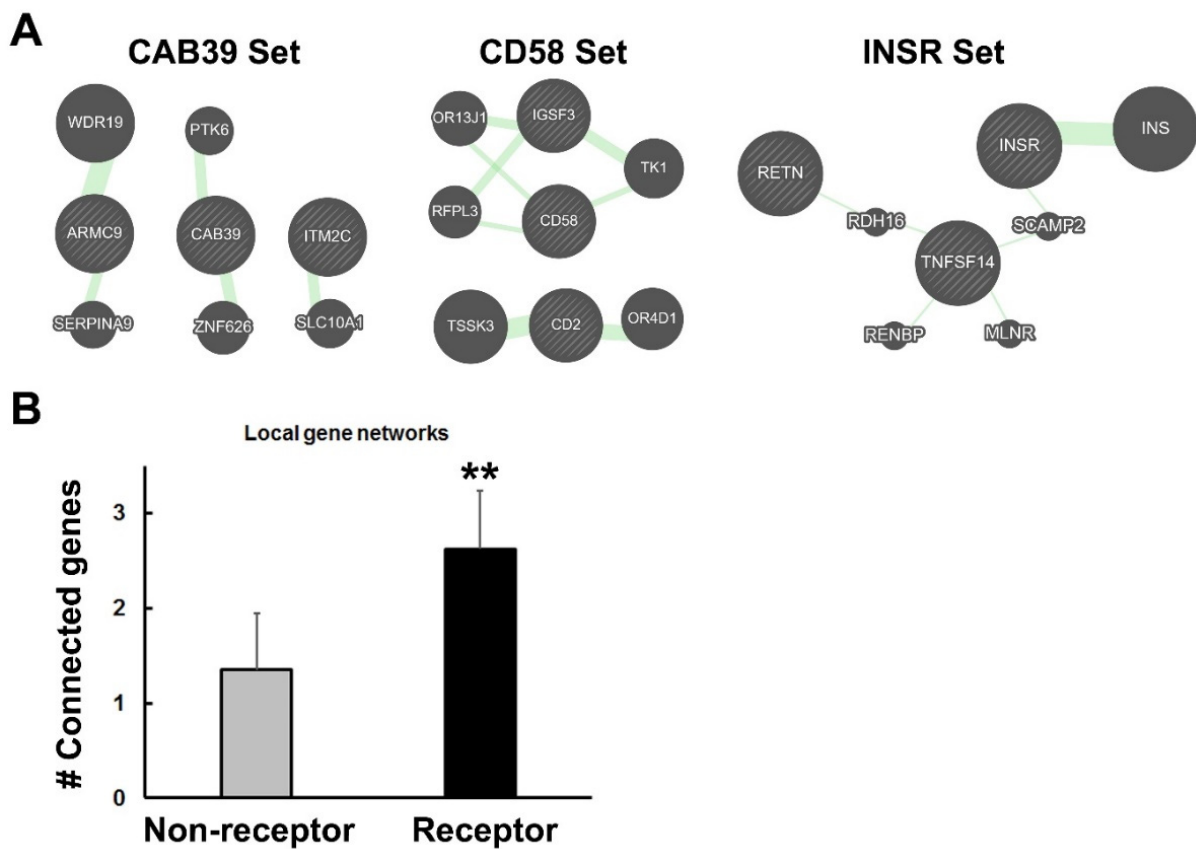 A
CAB39 Set
CD58 Set
INSR Set
WDR19
PTK6
ARMC9
CAB39
ITM2C
SERPINA9
ZNF626
SLC10A1
OR13J1
IGSF3
TK1
RFPL3
CD58
TSSK3
CD2
OR4D1
INSR
INS
RETN
RDH16
SCAMP2
TNFSF14
RENBP
MLNR
B
Local gene networks
**
# Connected genes
3
2
1
0
Non-receptor
Receptor